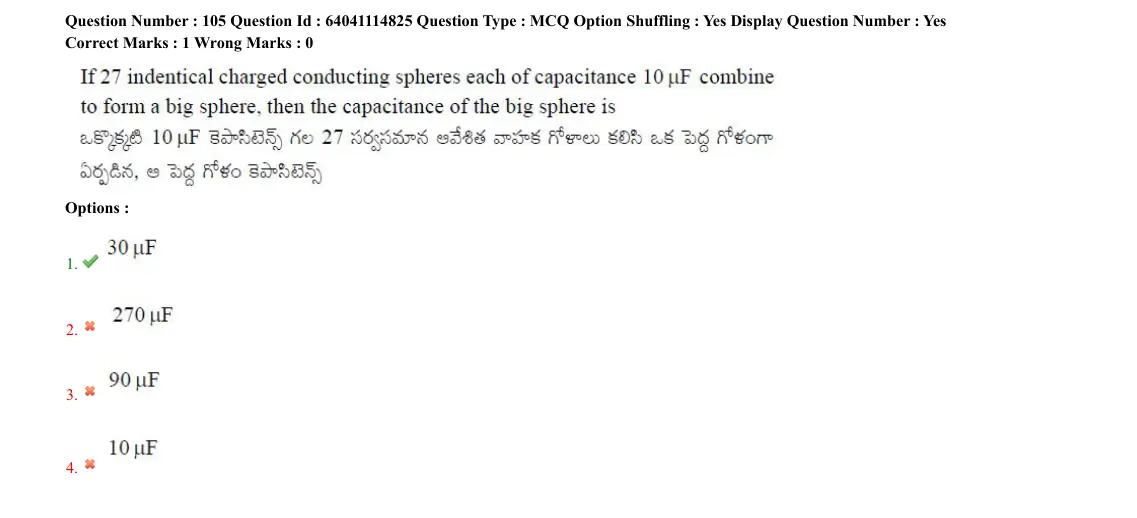 Question Number : 105 Question Id : 64041114825 Question Type : MCQ Option Shuffling : Yes Display Question Number : Yes
Correct Marks : 1 Wrong Marks : 0
If 27 indentical charged conducting spheres each of capacitance 10 μF combine
to form a big sphere, then the capacitance of the big sphere is
ఒక్కొక్కటి 10 μF కెపాసిటెన్స్ గల 27 సర్వసమాన ఆవేశిత వాహక గోళాలు కలిసి ఒక పెద్ద గోళంగా
ఏర్పడిన, ఆ పెద్ద గోళం కెపాసిటెన్స్
Options :
30 μF
1.
270 μF
2.
90 μF
3.
10 μF
4.